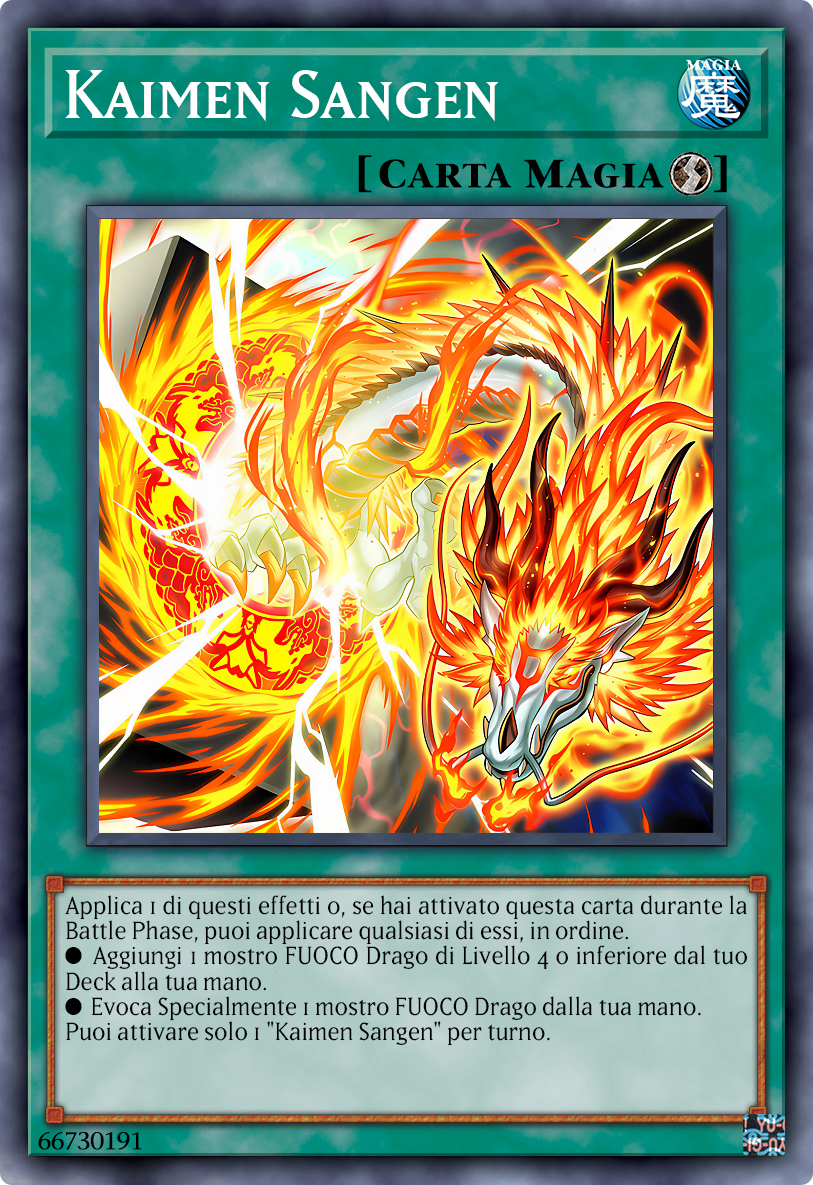 Kaimen Sangen
MAGIA
魔
[Carta Magia]
Applica 1 di questi effetti o, se hai attivato questa carta durante la
Battle Phase, puoi applicare qualsiasi di essi, in ordine.
● Aggiungi 1 mostro FUOCO Drago di Livello 4 o inferiore dal tuo
Deck alla tua mano.
● Evoca Specialmente 1 mostro FUOCO Drago dalla tua mano.
Puoi attivare solo 1 "Kaimen Sangen" per turno.
66730191